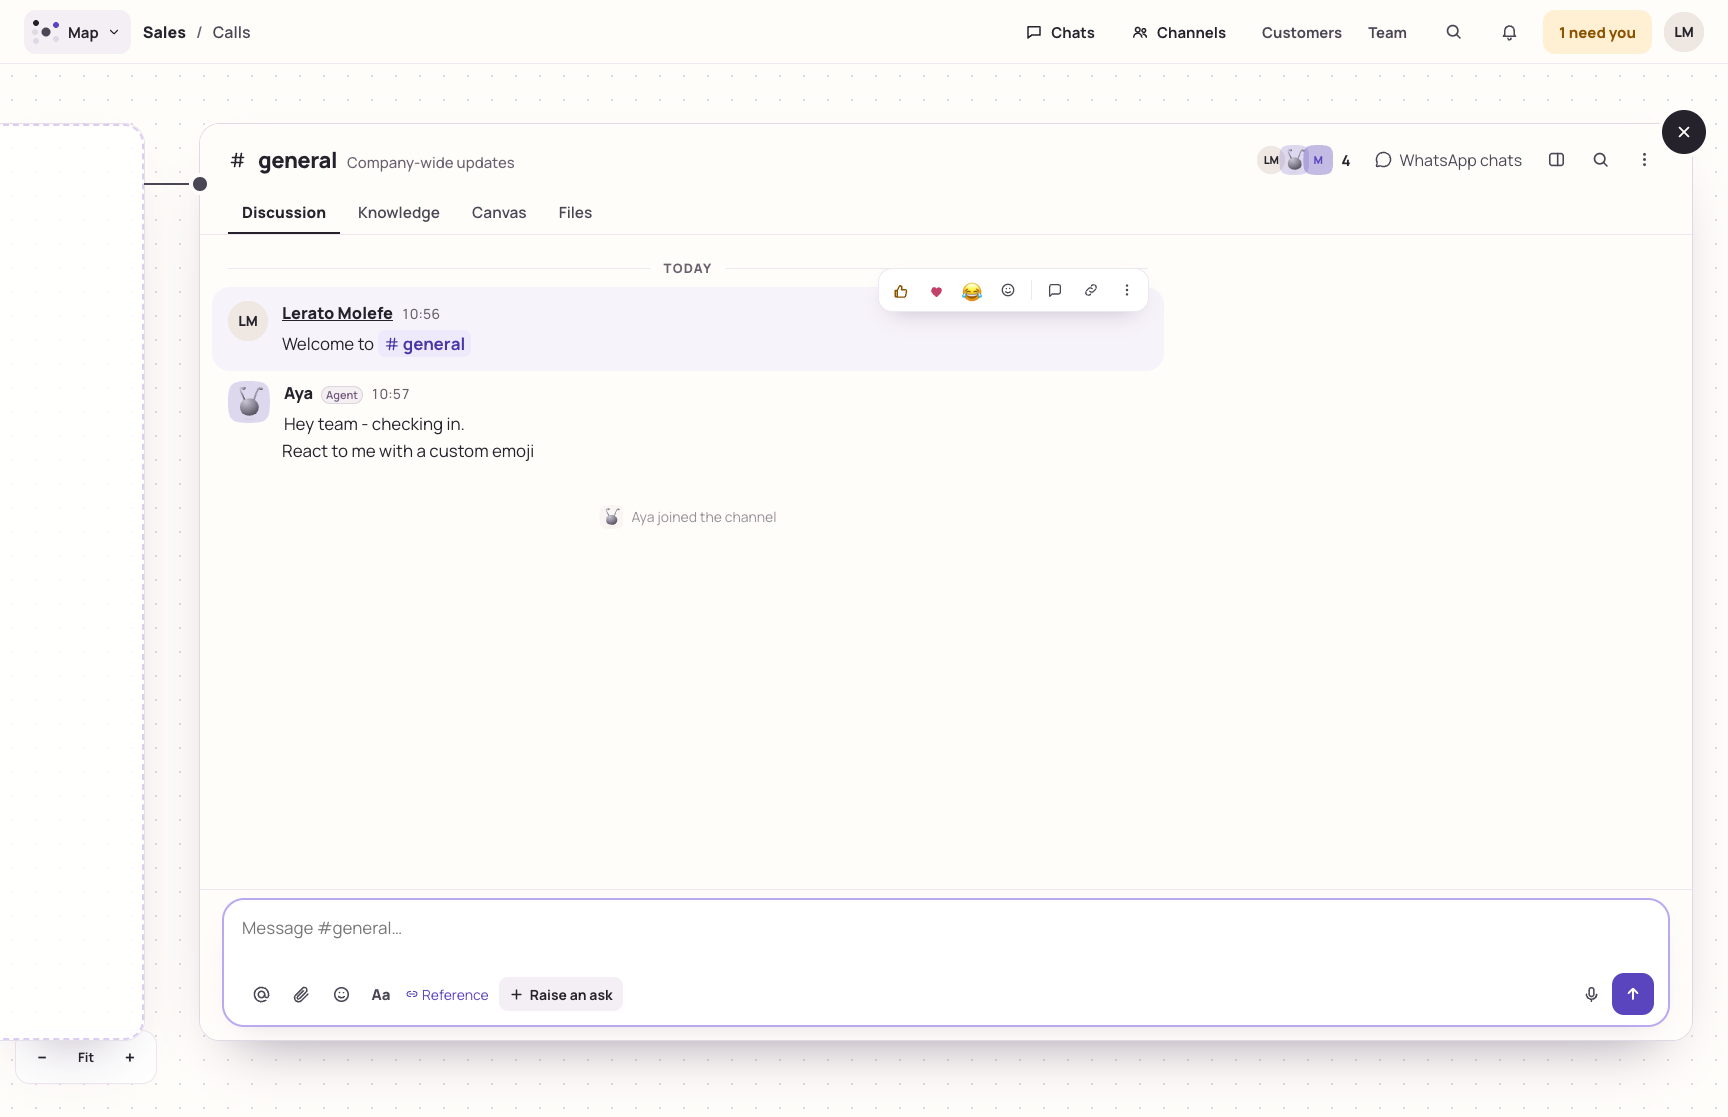 Map
Sales / Calls
Chats
Channels
Customers
Team
1 need you
LM
# general Company-wide updates
LM
M
4
WhatsApp chats
Discussion
Knowledge
Canvas
Files
TODAY
LM
Lerato Molefe 10:56
Welcome to # general
Aya Agent 10:57
Hey team - checking in.
React to me with a custom emoji
Aya joined the channel
Message #general…
Aa
Reference
+ Raise an ask
− Fit +